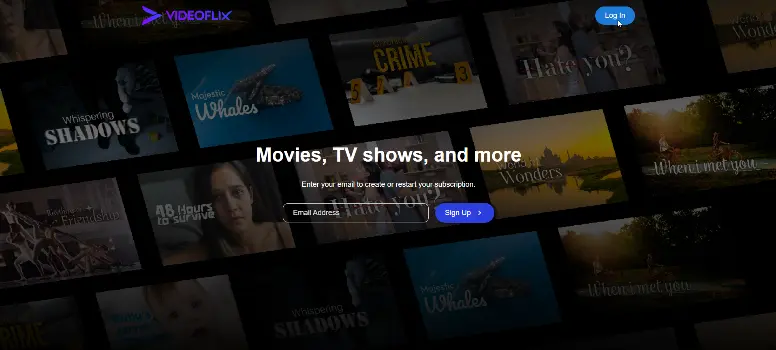 When i met you
VIDEOFLIX
Log In
Whispering
SHADOWS
Majestic
Whales
CRIME
Hate you?
Wonders
Movies, TV shows, and more
Enter your email to create or restart your subscription.
Email Address
Sign Up
48 Hours
to survive
Hate you?
Wonders
When i met you
Friendship
Whispering
SHADOWS
Majestic
Whales
When i met you